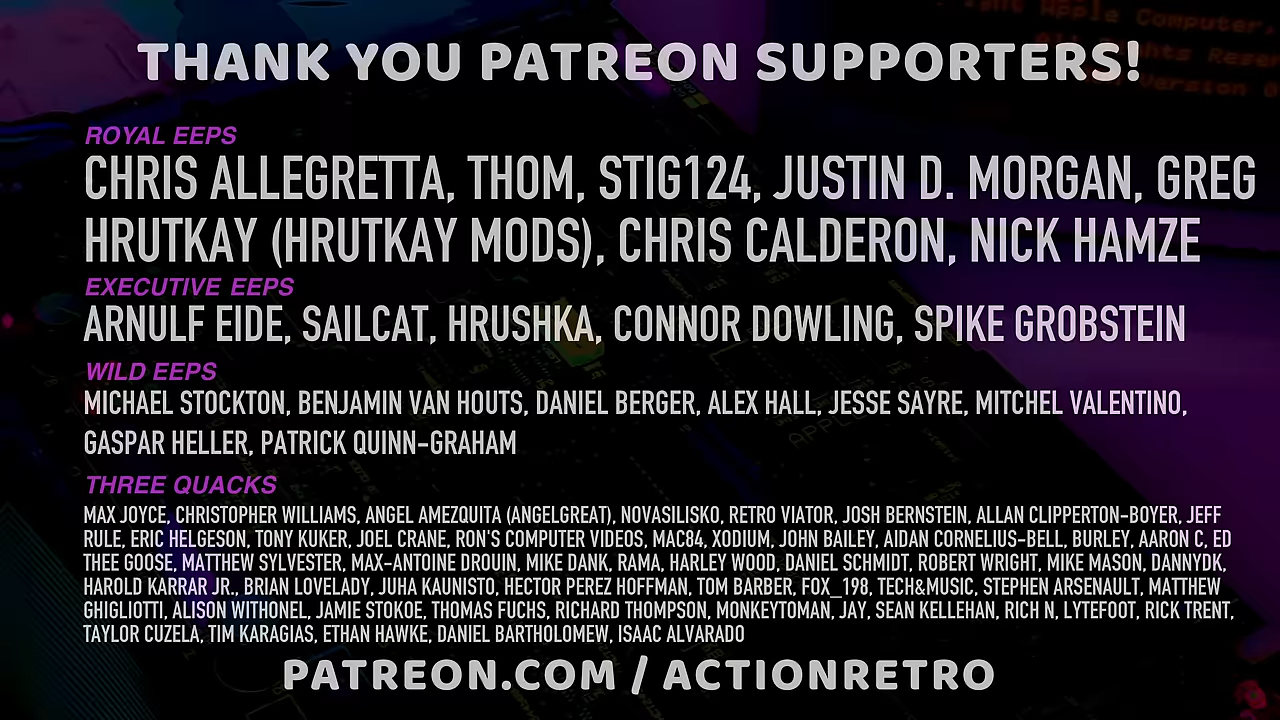 THANK YOU PATREON SUPPORTERS!
ROYAL EEPS
CHRIS ALLEGRETTA, THOM, STIG124, JUSTIN D. MORGAN, GREG
HRUTKAY (HRUTKAY MODS), CHRIS CALDERON, NICK HAMZE
EXECUTIVE EEPS
ARNULF EIDE, SAILCAT, HRUSHKA, CONNOR DOWLING, SPIKE GROBSTEIN
WILD EEPS
MICHAEL STOCKTON, BENJAMIN VAN HOUTS, DANIEL BERGER, ALEX HALL, JESSE SAYRE, MITCHEL VALENTINO,
GASPAR HELLER, PATRICK QUINN-GRAHAM
THREE QUACKS
MAX JOYCE, CHRISTOPHER WILLIAMS, ANGEL AMEZQUITA (ANGELGREAT), NOVASILISKO, RETRO VIATOR, JOSH BERNSTEIN, ALLAN CLIPPERTON-BOYER, JEFF
RULE, ERIC HELGESON, TONY KUKER, JOEL CRANE, RON'S COMPUTER VIDEOS, MAC84, XODIUM, JOHN BAILEY, AIDAN CORNELIUS-BELL, BURLEY, AARON C, ED
THEE GOOSE, MATTHEW SYLVESTER, MAX-ANTOINE DROUIN, MIKE DANK, RAMA, HARLEY WOOD, DANIEL SCHMIDT, ROBERT WRIGHT, MIKE MASON, DANNYDK,
HAROLD KARRAR JR., BRIAN LOVELADY, JUHA KAUNISTO, HECTOR PEREZ HOFFMAN, TOM BARBER, FOX_198, TECH&MUSIC, STEPHEN ARSENAULT, MATTHEW
GHIGLIOTTI, ALISON WITHONEL, JAMIE STOKOE, THOMAS FUCHS, RICHARD THOMPSON, MONKEYTOMAN, JAY, SEAN KELLEHAN, RICH N, LYTEFOOT, RICK TRENT,
TAYLOR CUZELA, TIM KARAGIAS, ETHAN HAWKE, DANIEL BARTHOLOMEW, ISAAC ALVARADO
PATREON.COM / ACTIONRETRO
Apple Computer,
Version